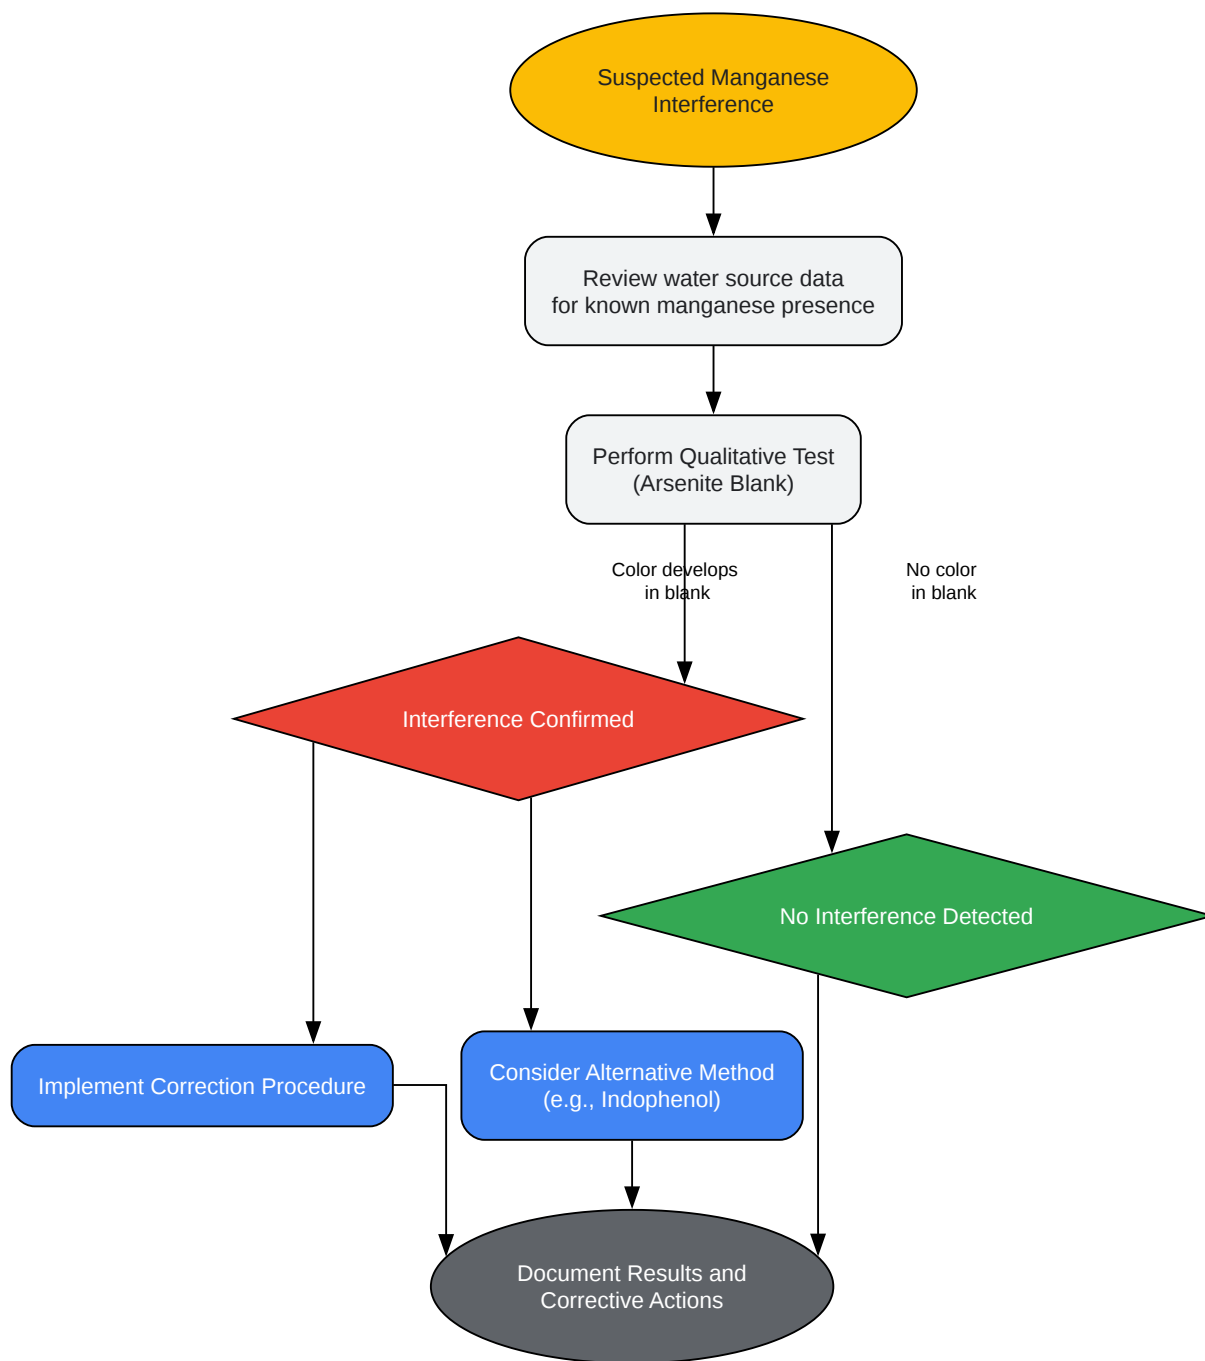 Suspected Manganese
Interference
Review water source data
for known manganese presence
Perform Qualitative Test
(Arsenite Blank)
Color develops
in blank
No color
in blank
Interference Confirmed
No Interference Detected
Implement Correction Procedure
Consider Alternative Method
(e.g., Indophenol)
Document Results and
Corrective Actions